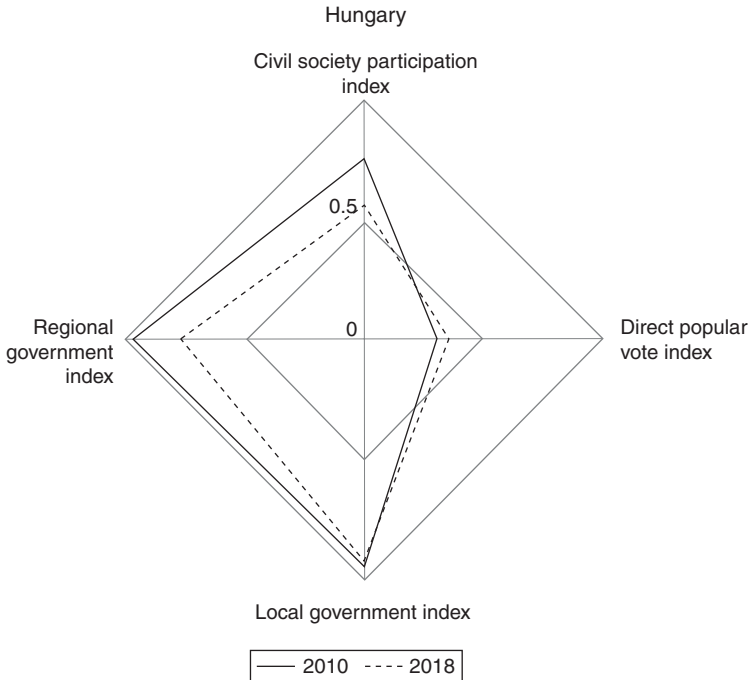 Hungary
Civil society participation
index
0.5
0
Regional
government
index
Direct popular
vote index
Local government index
2010
2018